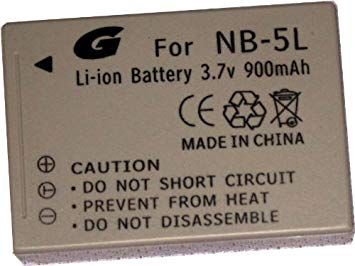 G For NB-5L
Li-ion Battery 3.7v 900mAh
CE
MADE IN CHINA
CAUTION
• DO NOT SHORT CIRCUIT
• PREVENT FROM HEAT
• DO NOT DISASSEMBLE